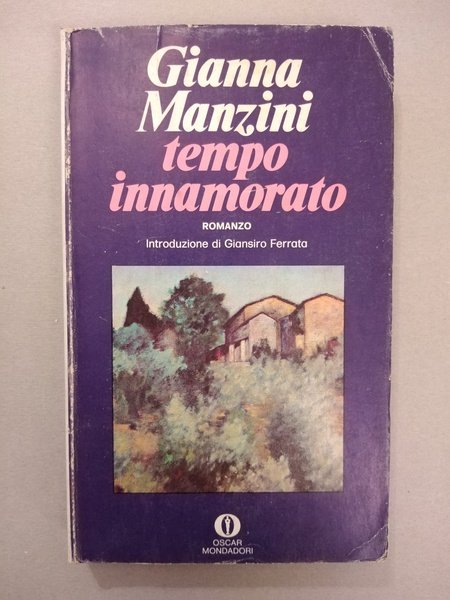 Gianna
Manzini
tempo
innamorato
ROMANZO
Introduzione di Giansiro Ferrata
OSCAR
MONDADORI